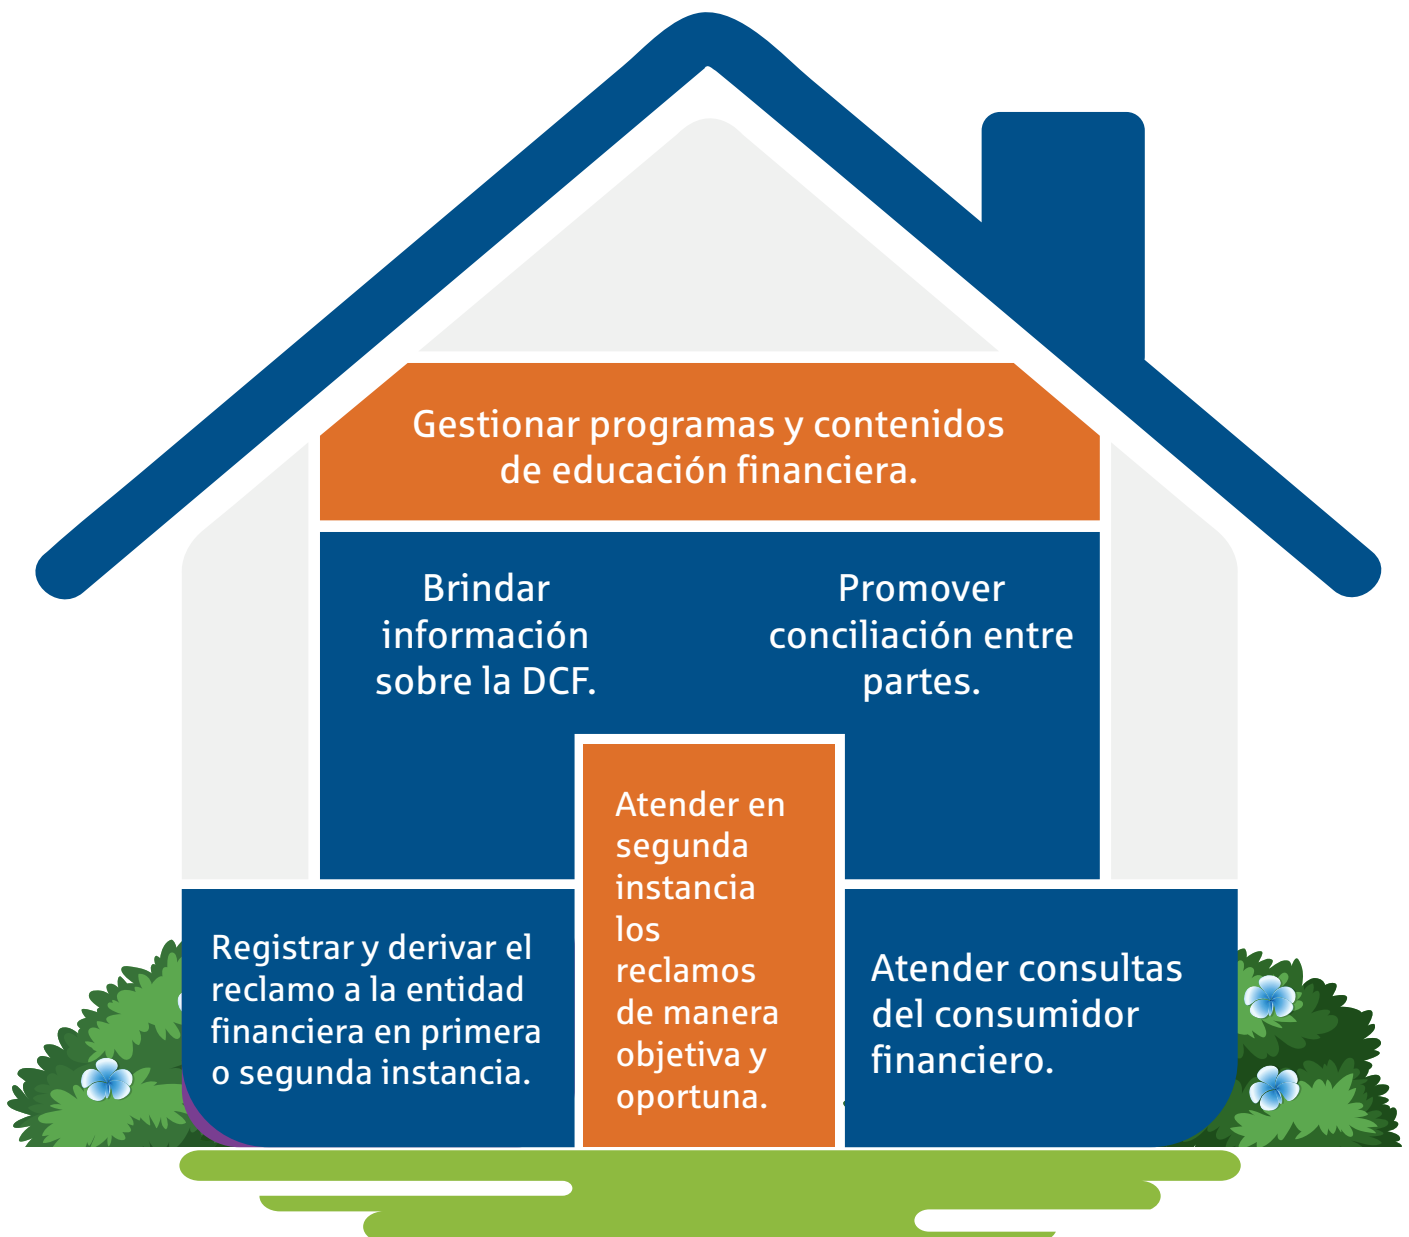 Gestionar programas y contenidos
de educación financiera.
Brindar
información
sobre la DCF.
Promover
conciliación entre
partes.
Atender en
segunda
instancia
los
reclamos
de manera
objetiva y
oportuna.
Registrar y derivar el
reclamo a la entidad
financiera en primera
o segunda instancia.
Atender consultas
del consumidor
financiero.